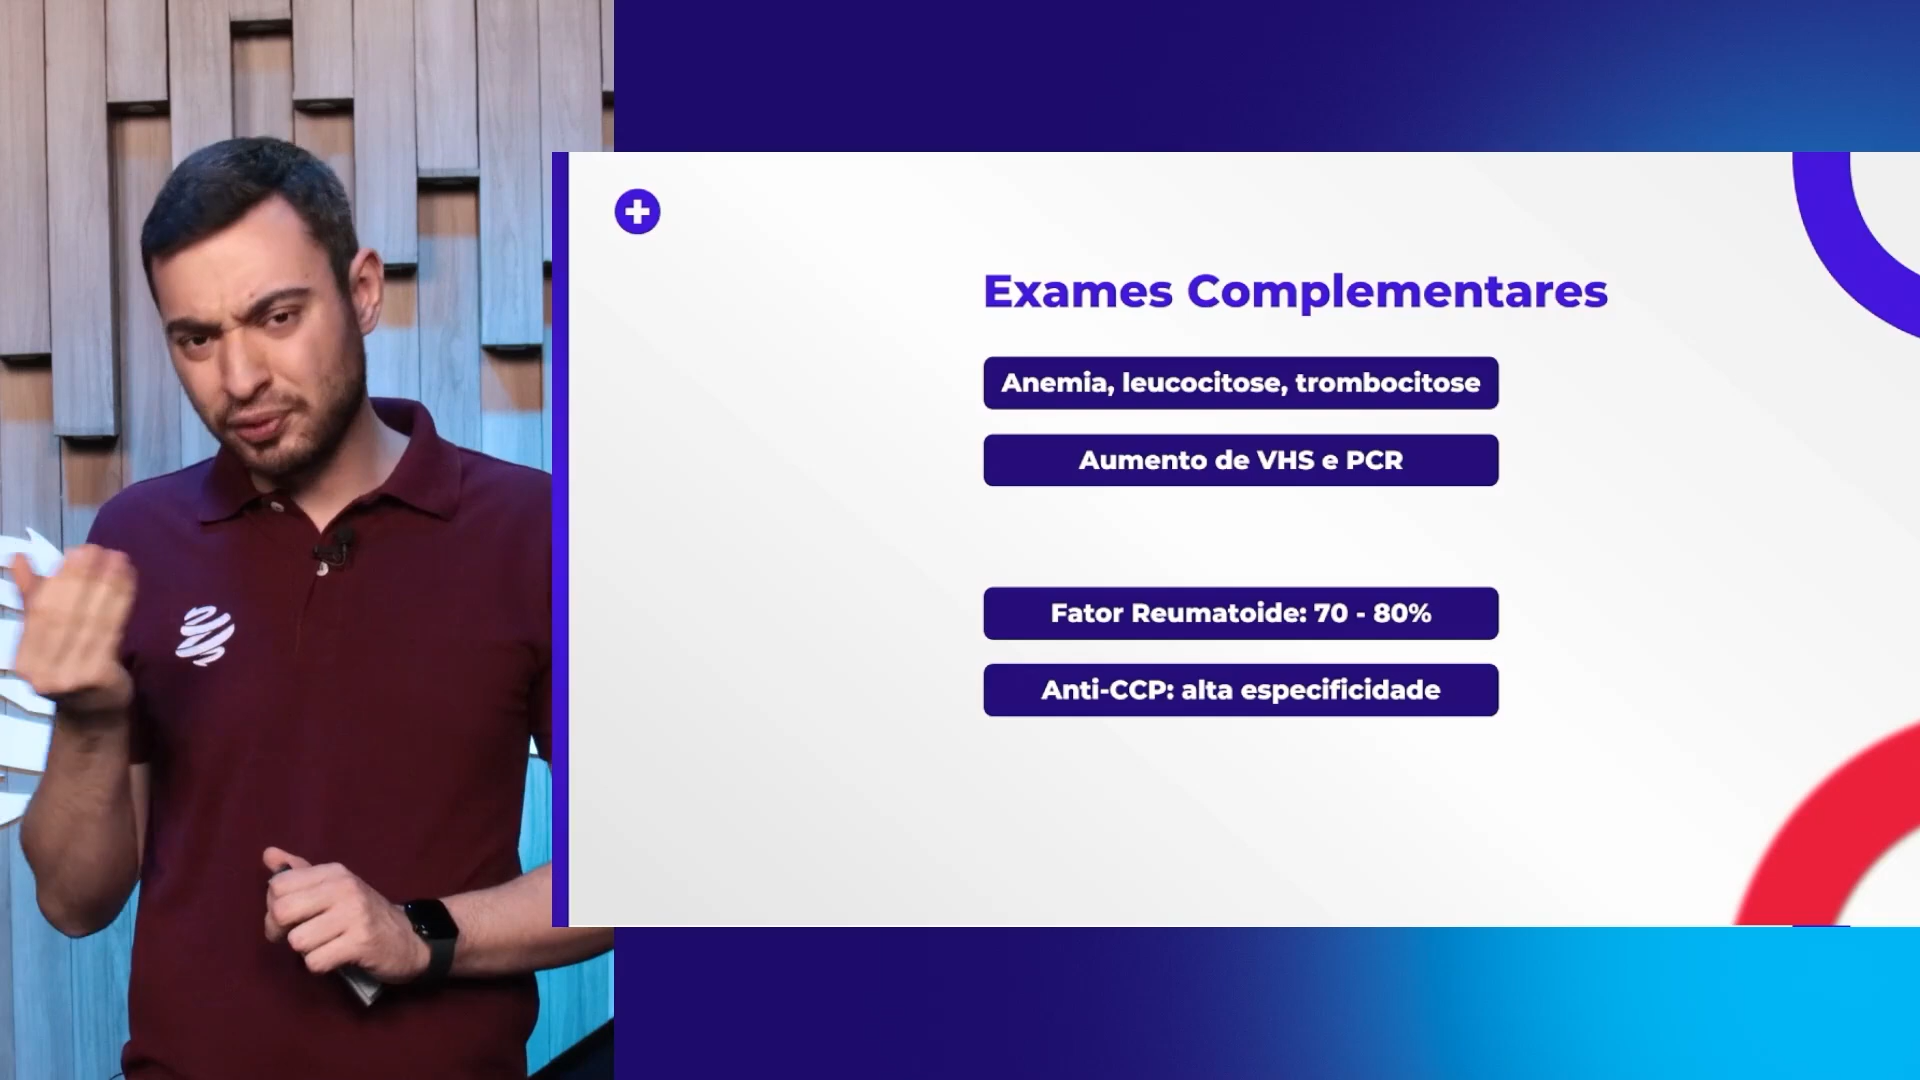 Exames Complementares
Anemia, leucocitose, trombocitose
Aumento de VHS e PCR
Fator Reumatoide: 70 - 80%
Anti-CCP: alta especificidade